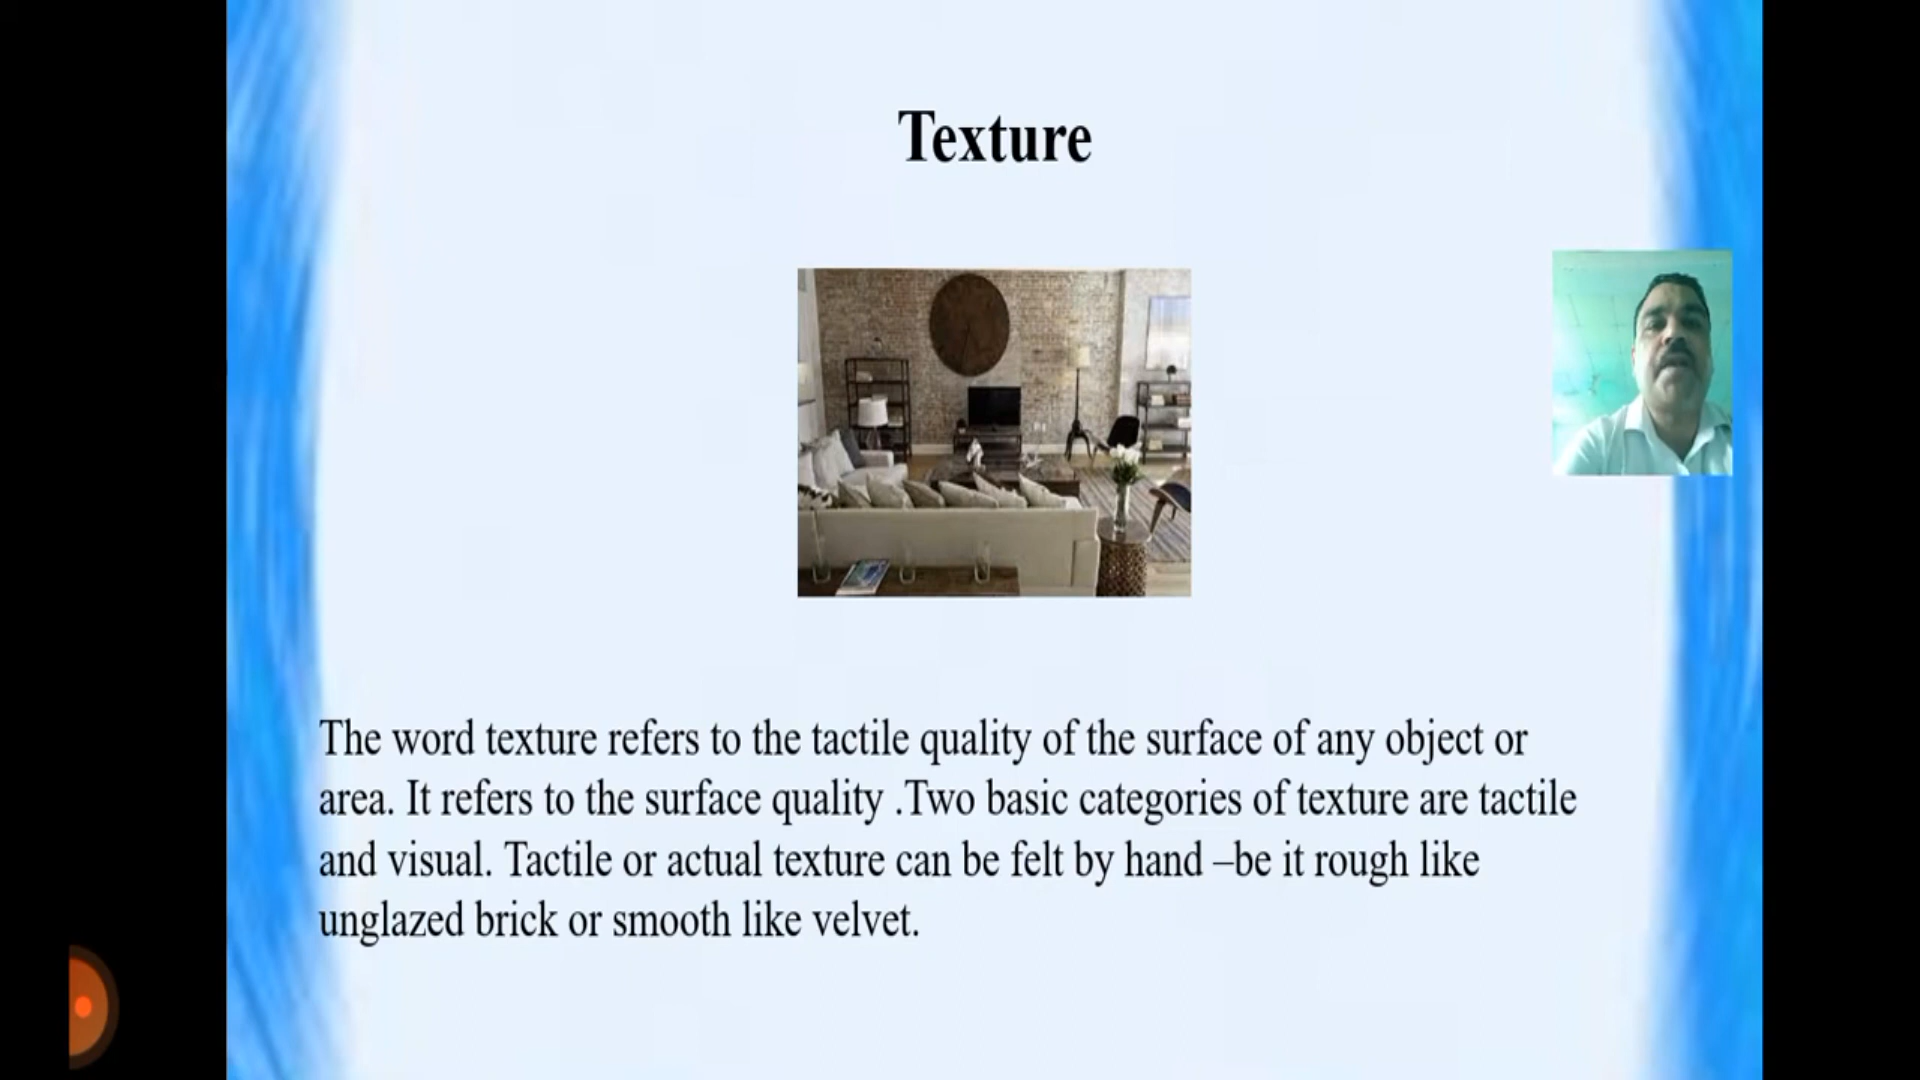 Texture
The word texture refers to the tactile quality of the surface of any object or
area. It refers to the surface quality .Two basic categories of texture are tactile
and visual. Tactile or actual texture can be felt by hand –be it rough like
unglazed brick or smooth like velvet.